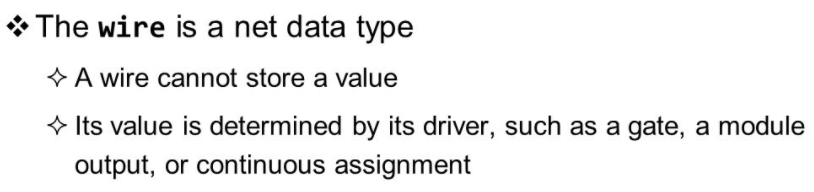 ❖ The wire is a net data type
✧ A wire cannot store a value
✧ Its value is determined by its driver, such as a gate, a module
output, or continuous assignment